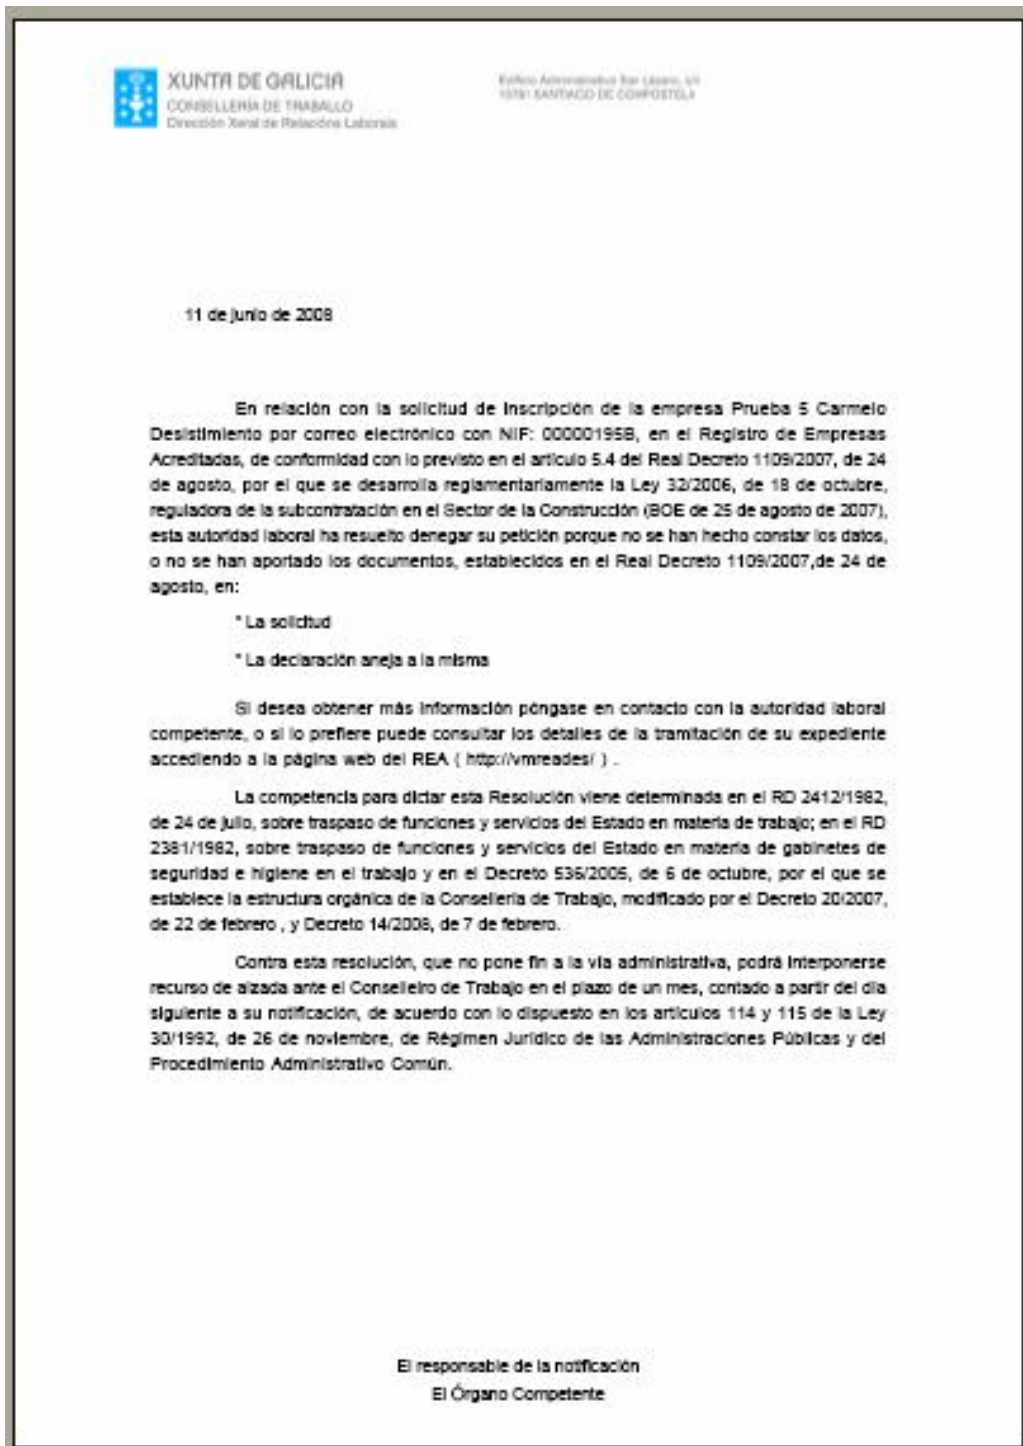 XUNTA DE GALICIA
CONSELLERÍA DE TRABALLO
Dirección Xeral de Relacións Laborais
Edificio Administrativo San Lázaro, s/n
15781 SANTIAGO DE COMPOSTELA
11 de junio de 2008
En relación con la solicitud de Inscripción de la empresa Prueba 5 Carmelo
Desistimiento por correo electrónico con NIF: 00000195B, en el Registro de Empresas
Acreditadas, de conformidad con lo previsto en el artículo 5.4 del Real Decreto 1109/2007, de 24
de agosto, por el que se desarrolla reglamentariamente la Ley 32/2006, de 18 de octubre,
reguladora de la subcontratación en el Sector de la Construcción (BOE de 25 de agosto de 2007),
esta autoridad laboral ha resuelto denegar su petición porque no se han hecho constar los datos,
o no se han aportado los documentos, establecidos en el Real Decreto 1109/2007,de 24 de
agosto, en:
* La solicitud
* La declaración aneja a la misma
Si desea obtener más información póngase en contacto con la autoridad laboral
competente, o si lo prefiere puede consultar los detalles de la tramitación de su expediente
accediendo a la página web del REA ( http://vmreades/ ) .
La competencia para dictar esta Resolución viene determinada en el RD 2412/1982,
de 24 de julio, sobre traspaso de funciones y servicios del Estado en materia de trabajo; en el RD
2381/1982, sobre traspaso de funciones y servicios del Estado en materia de gabinetes de
seguridad e higiene en el trabajo y en el Decreto 536/2005, de 6 de octubre, por el que se
establece la estructura orgánica de la Consellería de Trabajo, modificado por el Decreto 20/2007,
de 22 de febrero , y Decreto 14/2008, de 7 de febrero.
Contra esta resolución, que no pone fin a la vía administrativa, podrá interponerse
recurso de alzada ante el Conselleiro de Trabajo en el plazo de un mes, contado a partir del día
siguiente a su notificación, de acuerdo con lo dispuesto en los artículos 114 y 115 de la Ley
30/1992, de 26 de noviembre, de Régimen Jurídico de las Administraciones Públicas y del
Procedimiento Administrativo Común.
El responsable de la notificación
El Órgano Competente